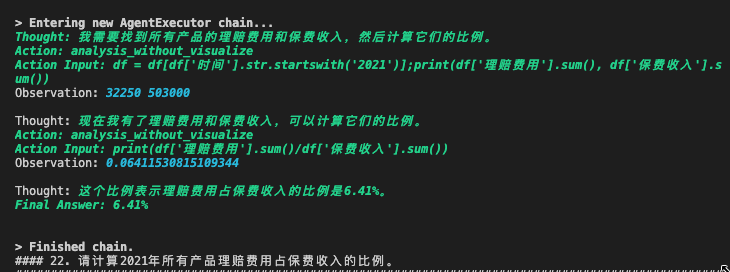 > Entering new AgentExecutor chain...
Thought: 我需要找到所有产品的理赔费用和保费收入，然后计算它们的比例。
Action: analysis_without_visualize
Action Input: df = df[df['时间'].str.startswith('2021')];print(df['理赔费用'].sum(), df['保费收入'].s
um())
Observation: 32250 503000
Thought: 现在我有了理赔费用和保费收入，可以计算它们的比例。
Action: analysis_without_visualize
Action Input: print(df['理赔费用'].sum()/df['保费收入'].sum())
Observation: 0.06411530815109344
Thought: 这个比例表示理赔费用占保费收入的比例是6.41%。
Final Answer: 6.41%
> Finished chain.
#### 22. 请计算2021年所有产品理赔费用占保费收入的比例。